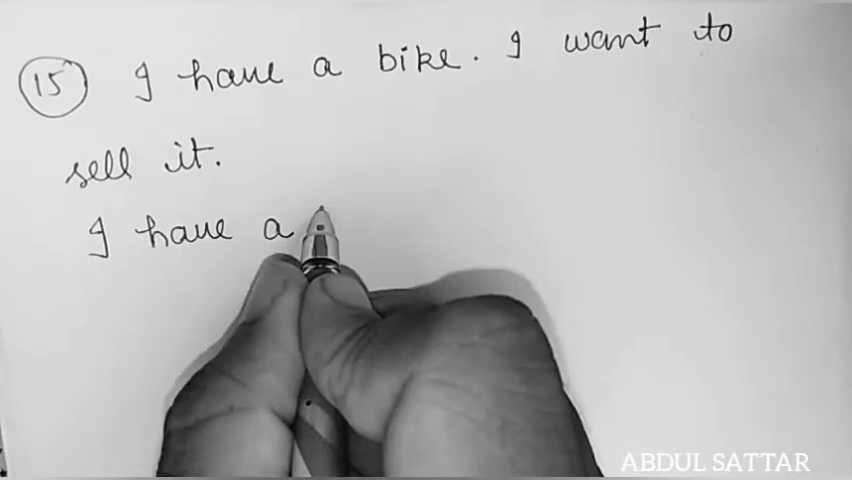 15 I have a bike. I want to
sell it.
I have a
ABDUL SATTAR